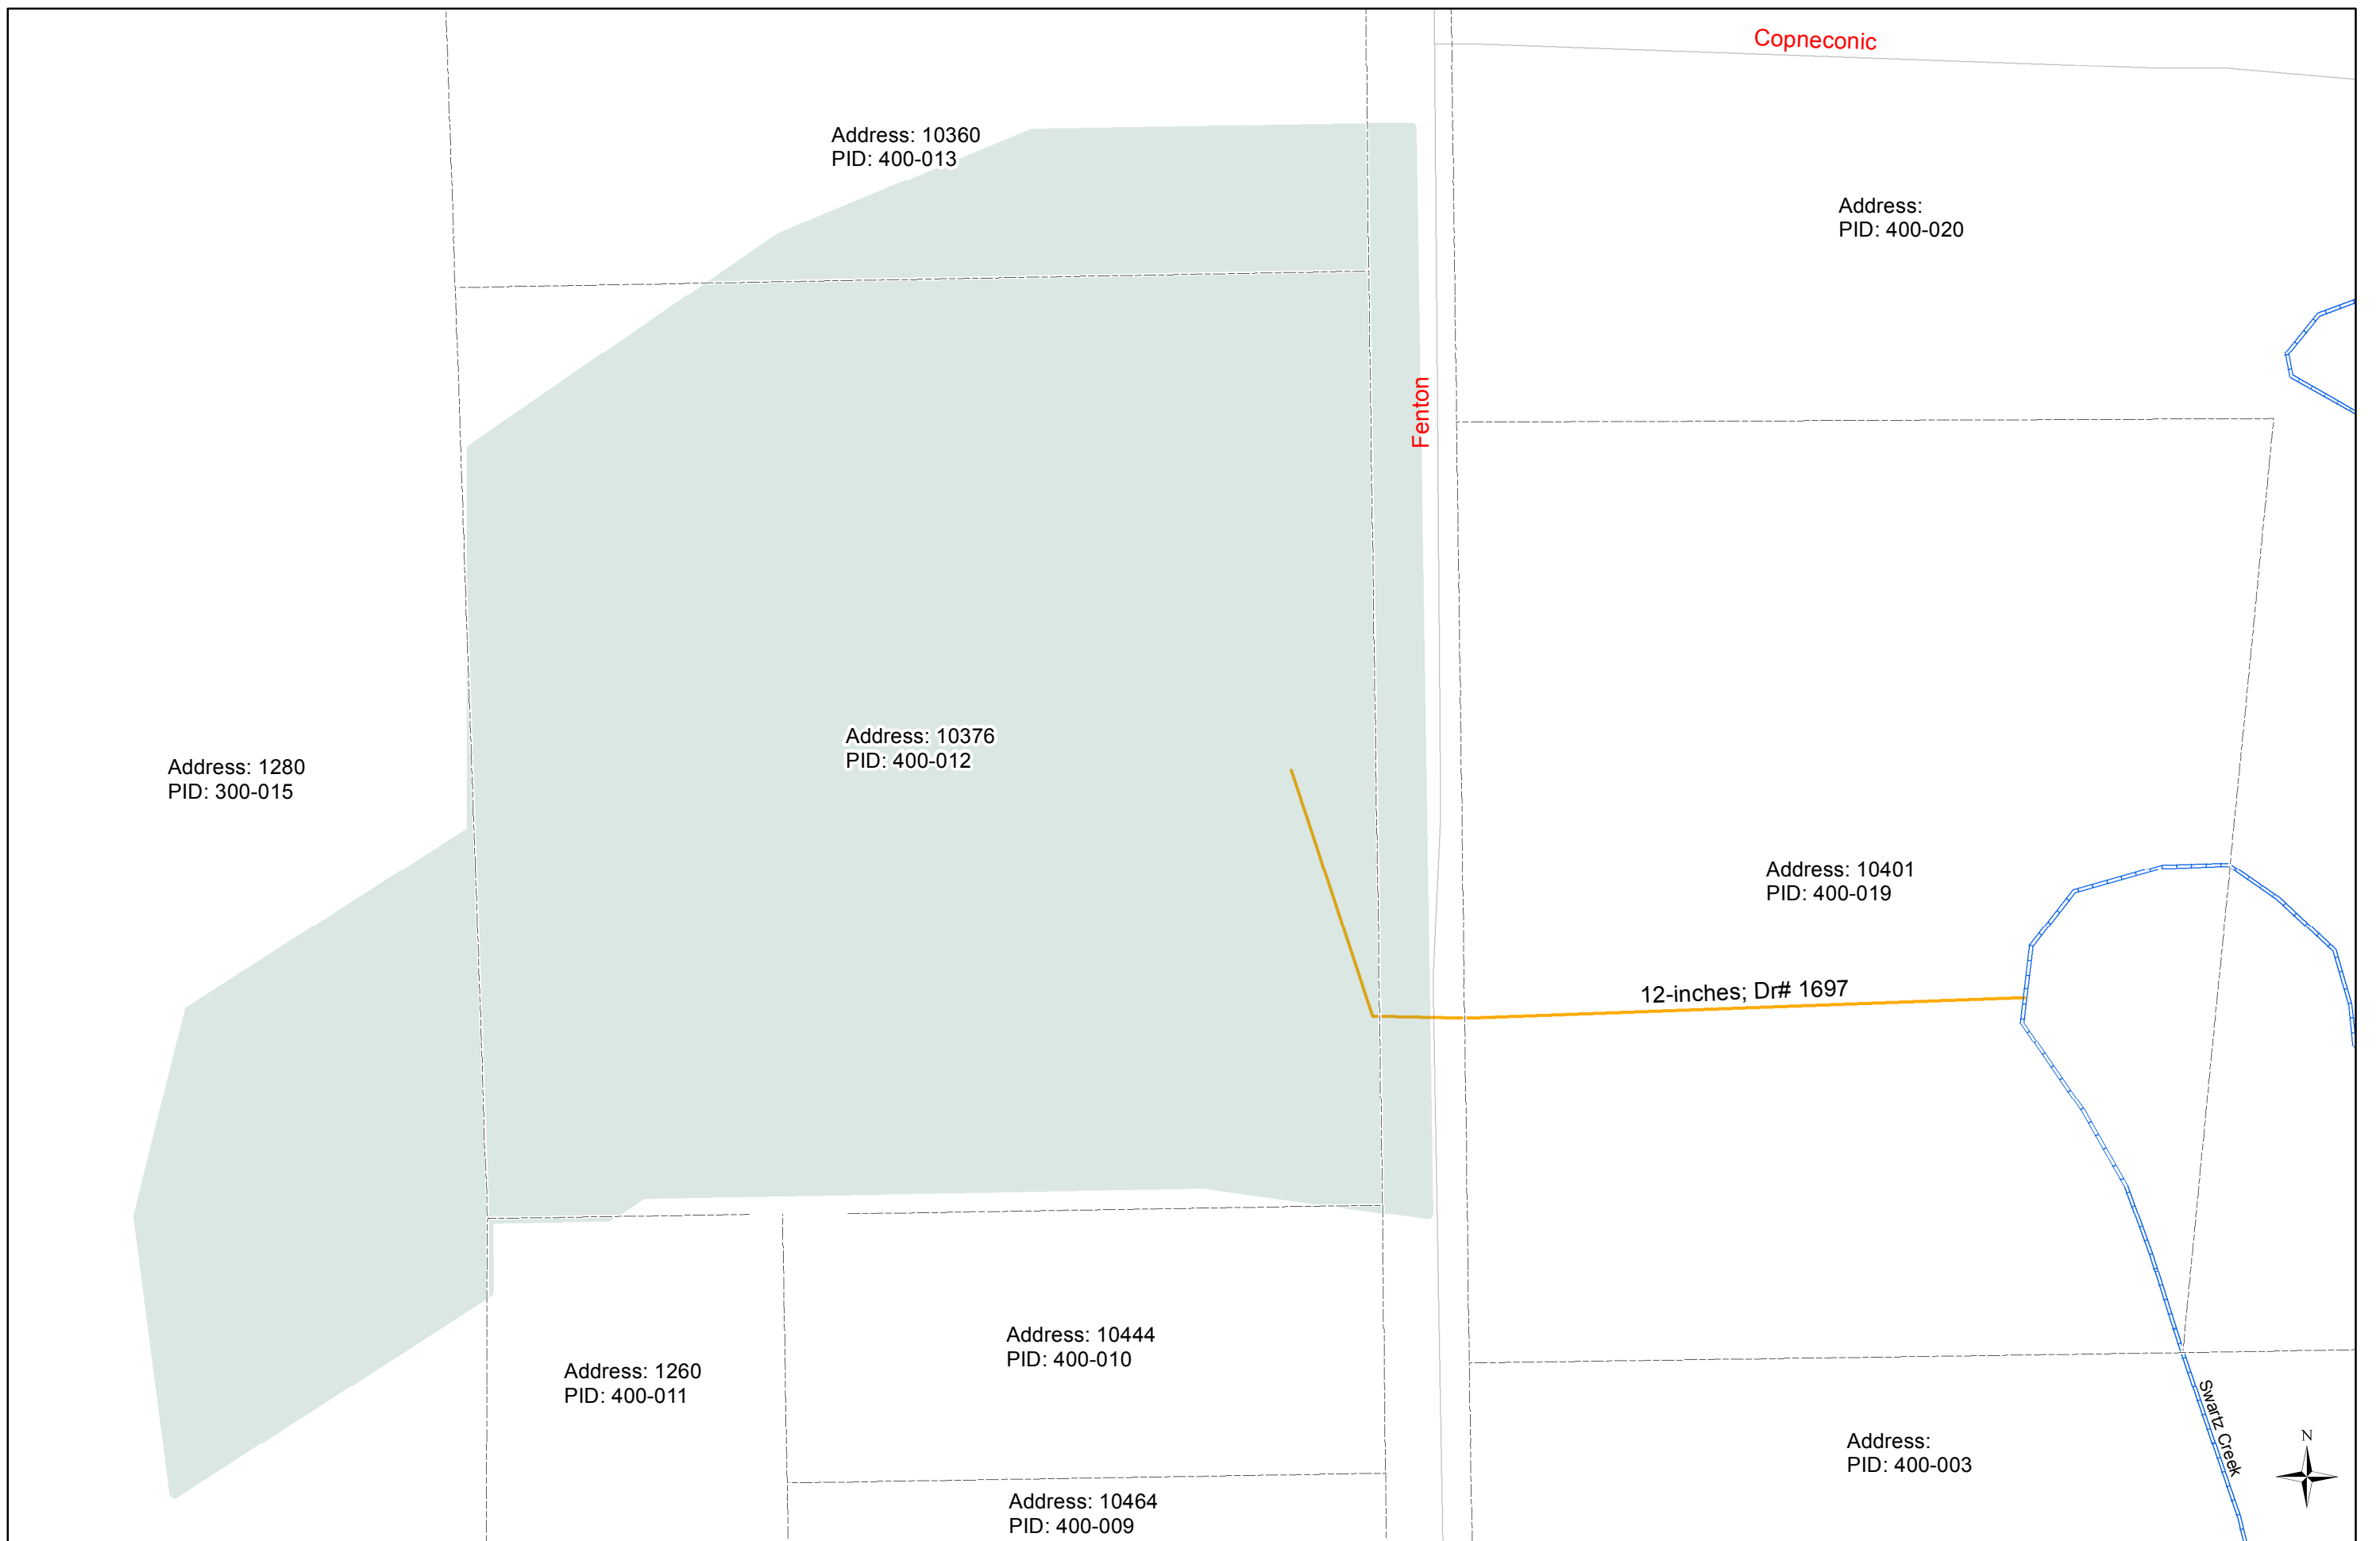 Copneconic
Address: 10360
PID: 400-013
Address:
PID: 400-020
Fenton
Address: 10376
PID: 400-012
Address: 1280
PID: 300-015
Address: 10401
PID: 400-019
12-inches; Dr# 1697
Address: 10444
PID: 400-010
Address: 1260
PID: 400-011
Swartz Creek
Address:
PID: 400-003
N
Address: 10464
PID: 400-009